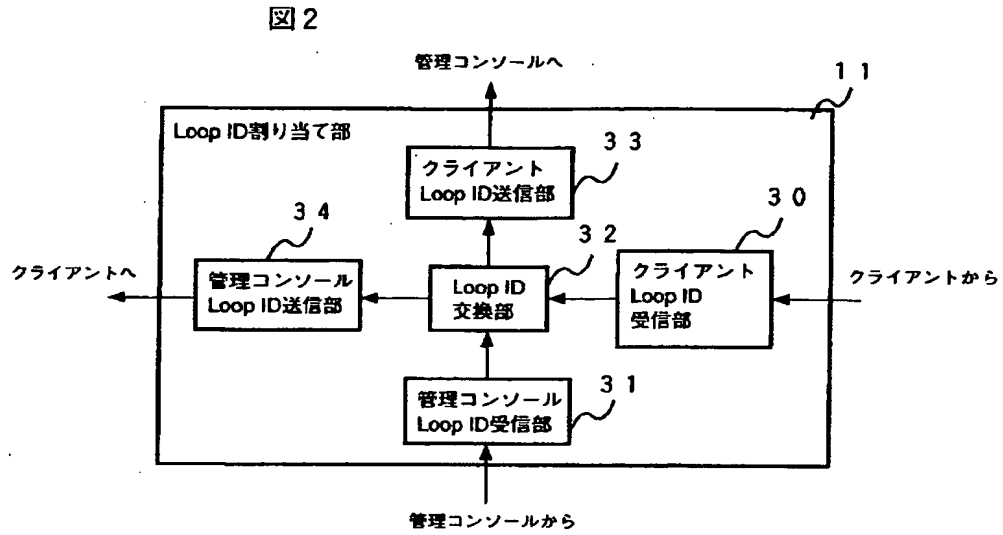 図2
管理コンソールへ
11
Loop ID割り当て部
33
クライアント
Loop ID送信部
34
30
32
クライアントへ
管理コンソール
Loop ID送信部
Loop ID
交換部
クライアント
Loop ID
受信部
クライアントから
31
管理コンソール
Loop ID受信部
管理コンソールから